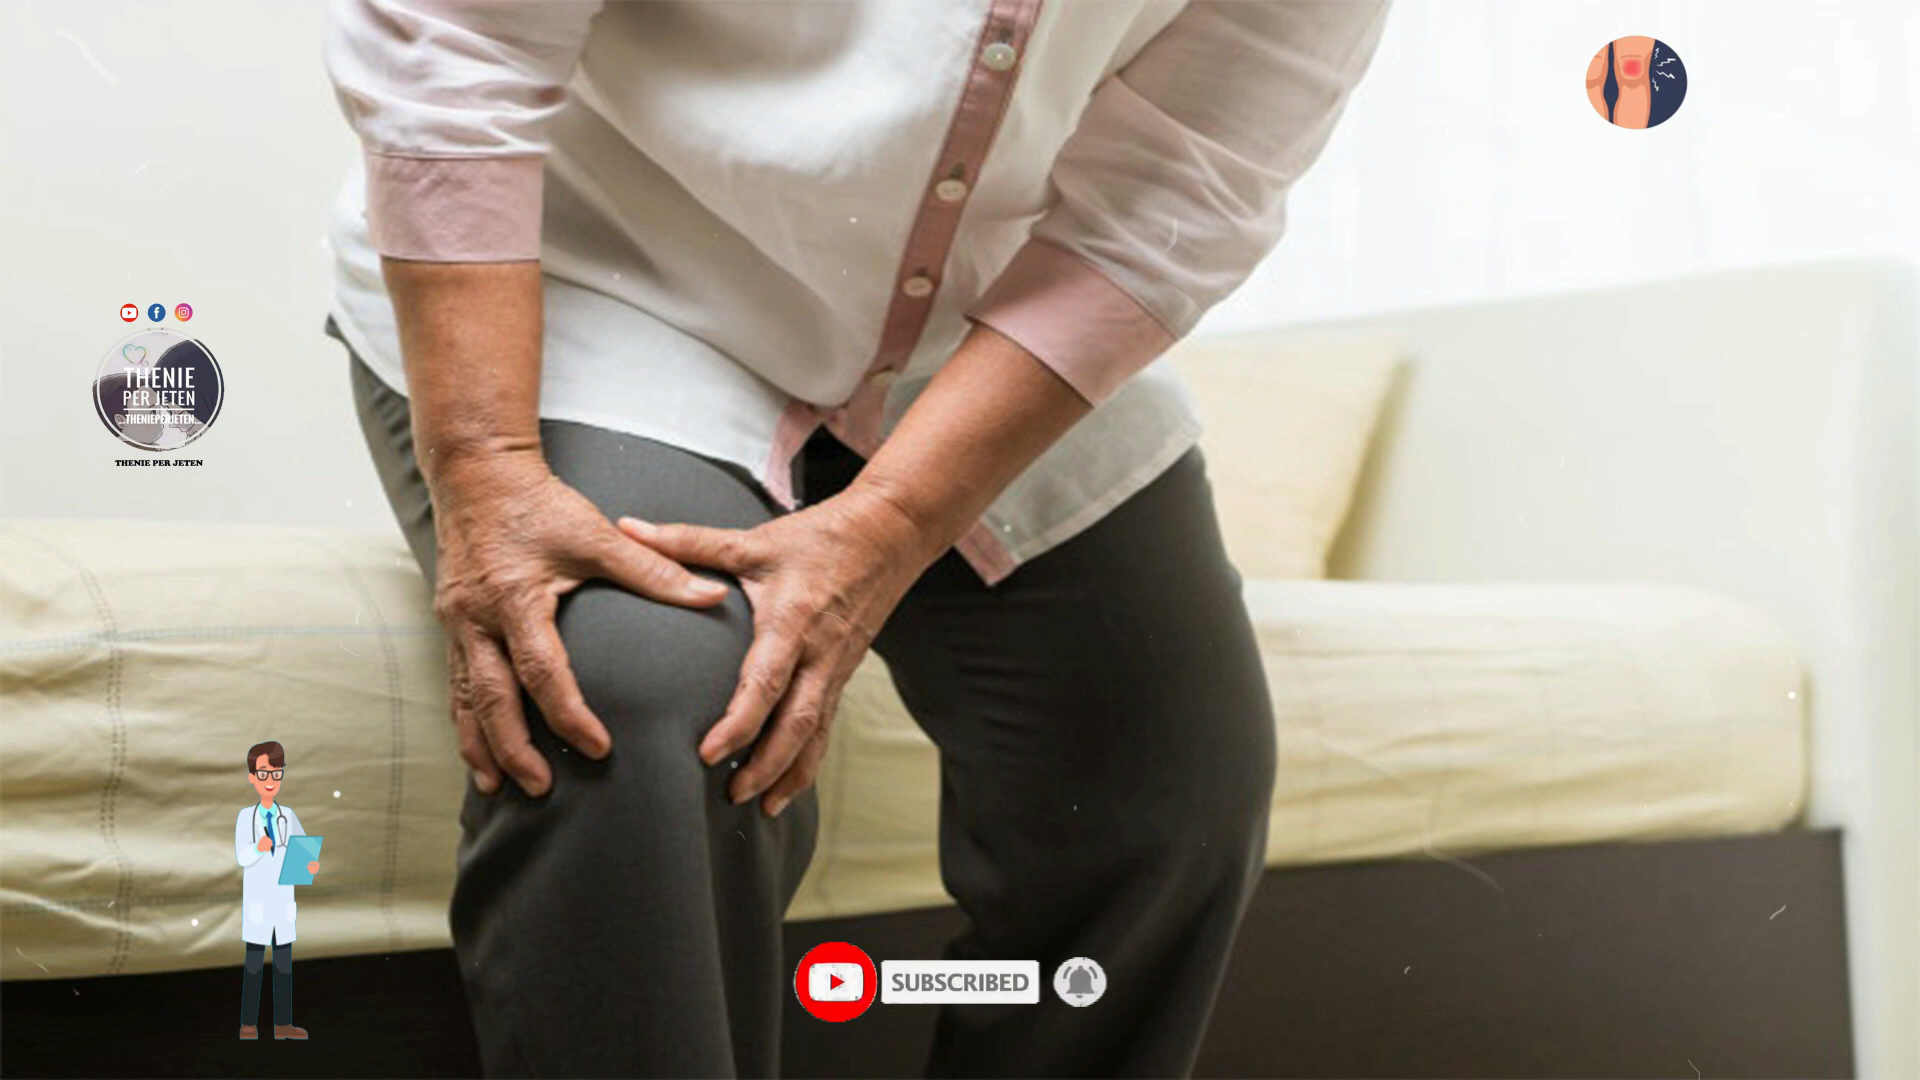 THENIE
PER JETEN
...THENIEPERJETEN...
THENIE PER JETEN
SUBSCRIBED